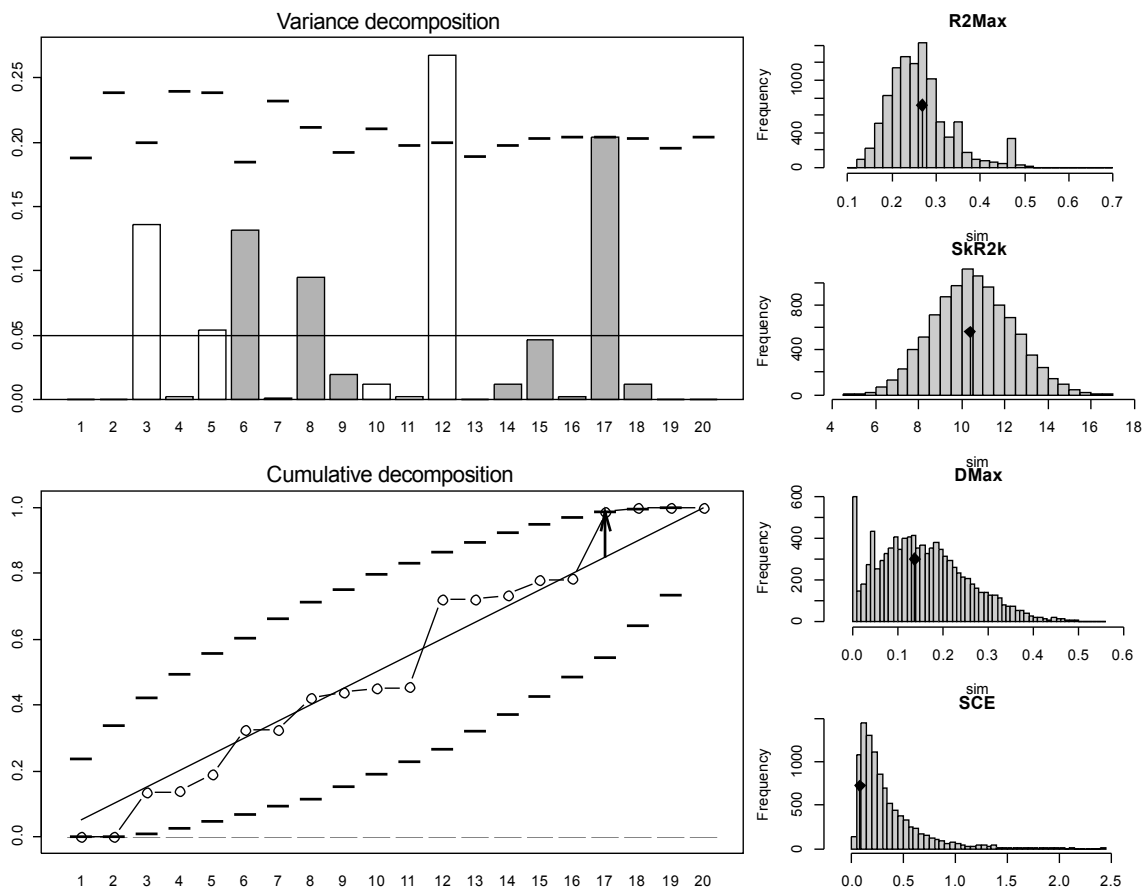 Variance decomposition
0.25
0.20
0.15
0.10
0.05
0.00
1 2 3 4 5 6 7 8 9 10 11 12 13 14 15 16 17 18 19 20
Cumulative decomposition
1.0
0.8
0.6
0.4
0.2
0.0
1 2 3 4 5 6 7 8 9 10 11 12 13 14 15 16 17 18 19 20
R2Max
Frequency
1000
400
0
0.1 0.2 0.3 0.4 0.5 0.6 0.7
sim
SkR2k
Frequency
800
400
0
4 6 8 10 12 14 16 18
sim
DMax
Frequency
600
400
200
0
0.0 0.1 0.2 0.3 0.4 0.5 0.6
sim
SCE
Frequency
1000
500
0
0.0 0.5 1.0 1.5 2.0 2.5